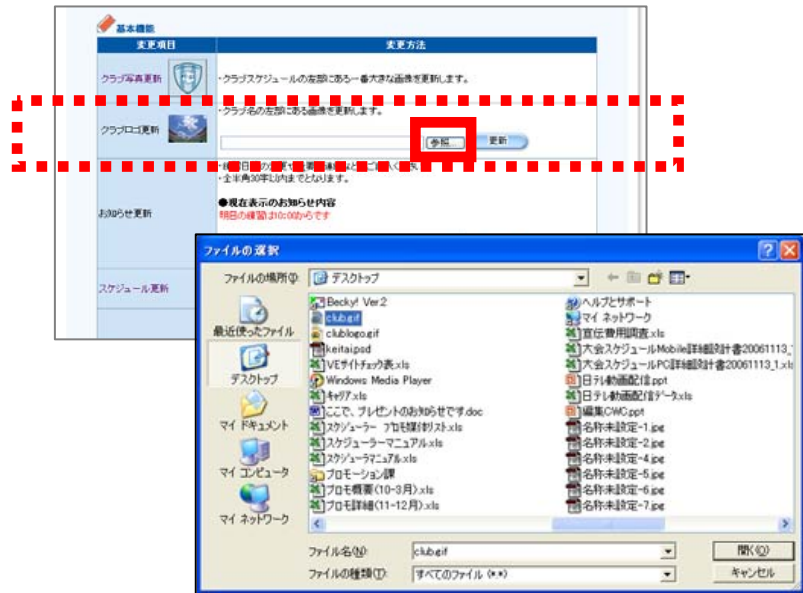 基本機能
変更項目 変更方法
クラブ写真更新 ・クラブスケジュールの左部にある一番大きな画像を更新します。
・クラブ名の左部にある画像を更新します。
クラブロゴ更新 参照... 更新
・全半角30字以内までとなります。
●現在表示のお知らせ内容
お知らせ更新 明日の練習は10:00からです
スケジュール更新
ファイルの選択
ファイルの場所(I): デスクトップ
最近使ったファイル
デスクトップ
マイ ドキュメント
マイ コンピュータ
マイ ネットワーク
Becky! Ver.2
club.gif
clublogo.gif
keitaipsd
VEサイトチェック表.xls
Windows Media Player
キャリア.xls
ここで、プレゼントのお知らせです.doc
スケジューラー プロモ媒体リスト.xls
スケジューラーマニュアル.xls
スケジューラマニュアル.xls
プロモーション課
プロモ概要(10-3月).xls
プロモ詳細(11-12月).xls
ヘルプとサポート
マイ ネットワーク
宣伝費用調査.xls
大会スケジュールMobile詳細設計書20061113_
大会スケジュールPC詳細設計書20061113_1.xls
日テレ動画配信.ppt
日テレ動画配信データ.xls
編集CWC.ppt
名称未設定-1.jpe
名称未設定-2.jpe
名称未設定-4.jpe
名称未設定-5.jpe
名称未設定-6.jpe
名称未設定-7.jpe
ファイル名(N): club.gif 開く(O)
ファイルの種類(T): すべてのファイル (*.*) キャンセル